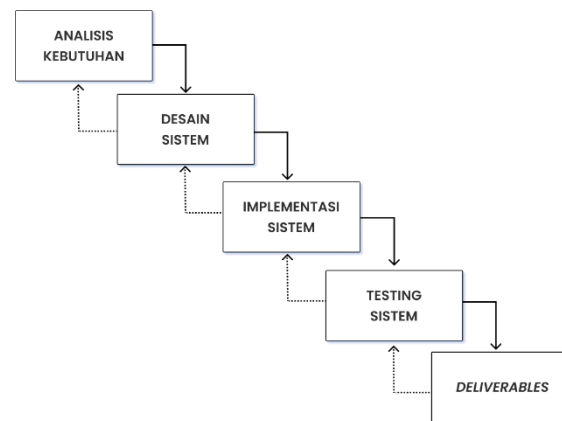 ANALISIS
KEBUTUHAN
DESAIN
SISTEM
IMPLEMENTASI
SISTEM
TESTING
SISTEM
DELIVERABLES